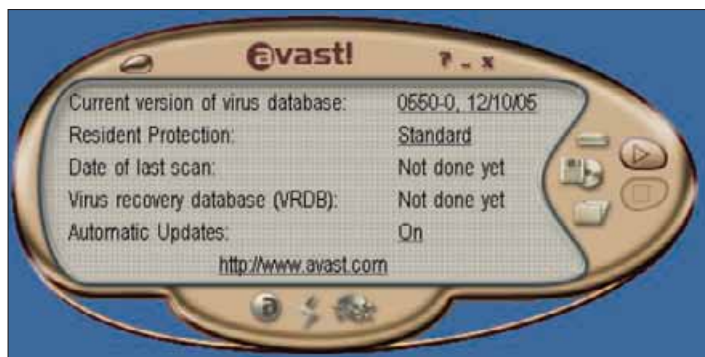 avast!
? - x
Current version of virus database: 0550-0, 12/10/05
Resident Protection: Standard
Date of last scan: Not done yet
Virus recovery database (VRDB): Not done yet
Automatic Updates: On
http://www.avast.com
a